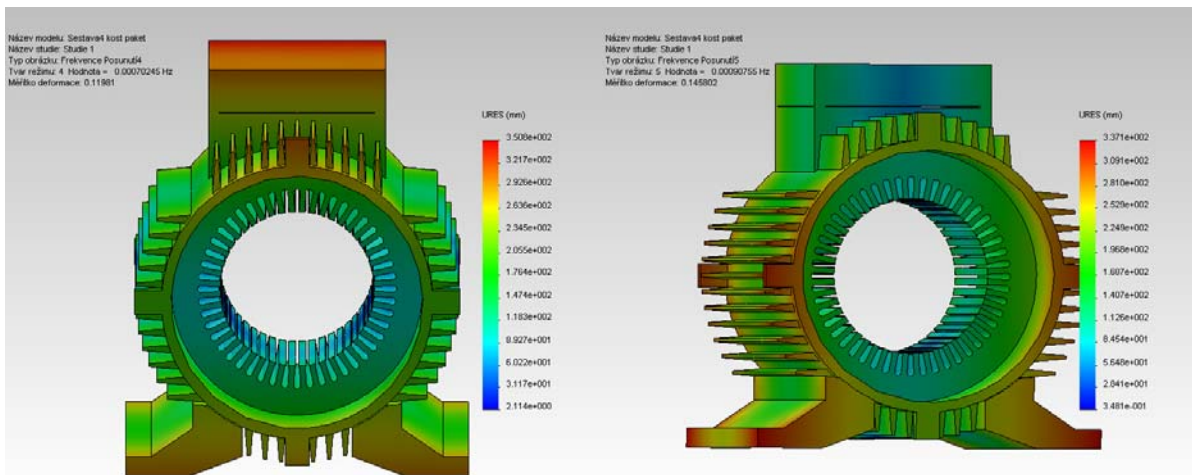 Název modelu: Sestava4 kost paket
Název studie: Studie 1
Typ obrázku: Frekvence Posunutí4
Tvar režimu: 4 Hodnota = 0.00070245 Hz
Měřítko deformace: 0.11981
URES (mm)
3.508e+002
3.217e+002
2.926e+002
2.636e+002
2.345e+002
2.055e+002
1.764e+002
1.474e+002
1.183e+002
8.927e+001
6.022e+001
3.117e+001
2.114e+000
Název modelu: Sestava4 kost paket
Název studie: Studie 1
Typ obrázku: Frekvence Posunutí5
Tvar režimu: 5 Hodnota = 0.00090755 Hz
Měřítko deformace: 0.145802
URES (mm)
3.371e+002
3.091e+002
2.810e+002
2.529e+002
2.249e+002
1.968e+002
1.687e+002
1.407e+002
1.126e+002
8.454e+001
5.648e+001
2.841e+001
3.481e-001